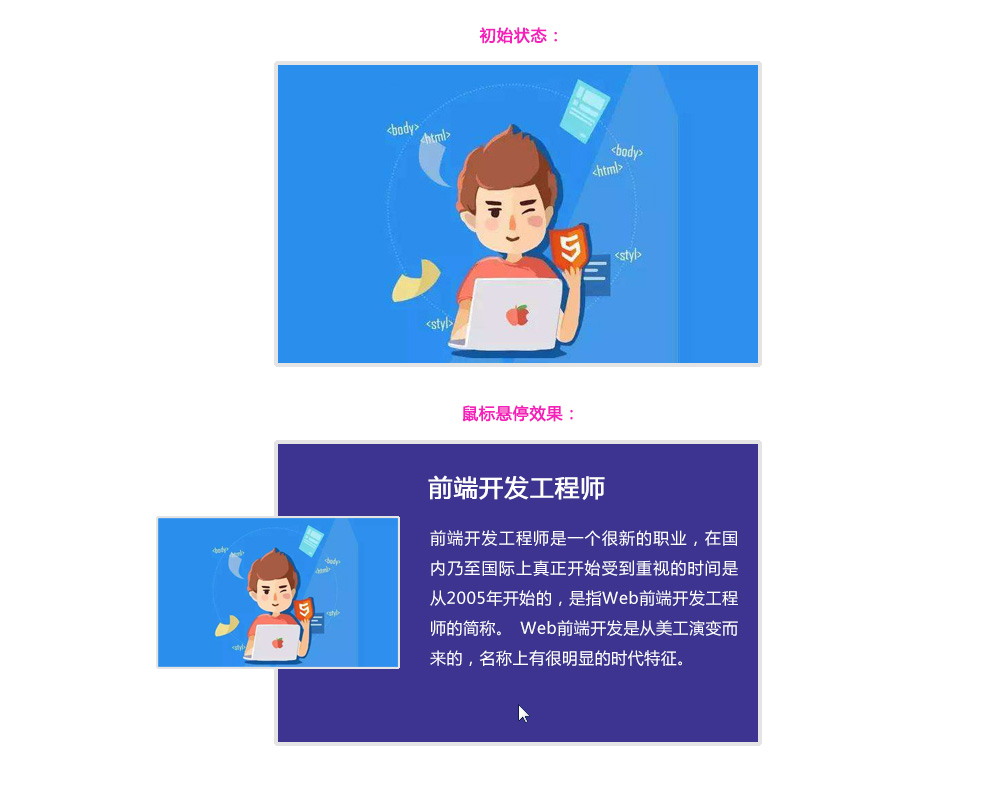 初始状态：
<body>
<html>
<body>
<html>
<styl>
<styl>
鼠标悬停效果：
前端开发工程师
前端开发工程师是一个很新的职业，在国
内乃至国际上真正开始受到重视的时间是
从2005年开始的，是指Web前端开发工程
师的简称。 Web前端开发是从美工演变而
来的，名称上有很明显的时代特征。
<body>
<html>
<body>
<html>
<styl>
<styl>